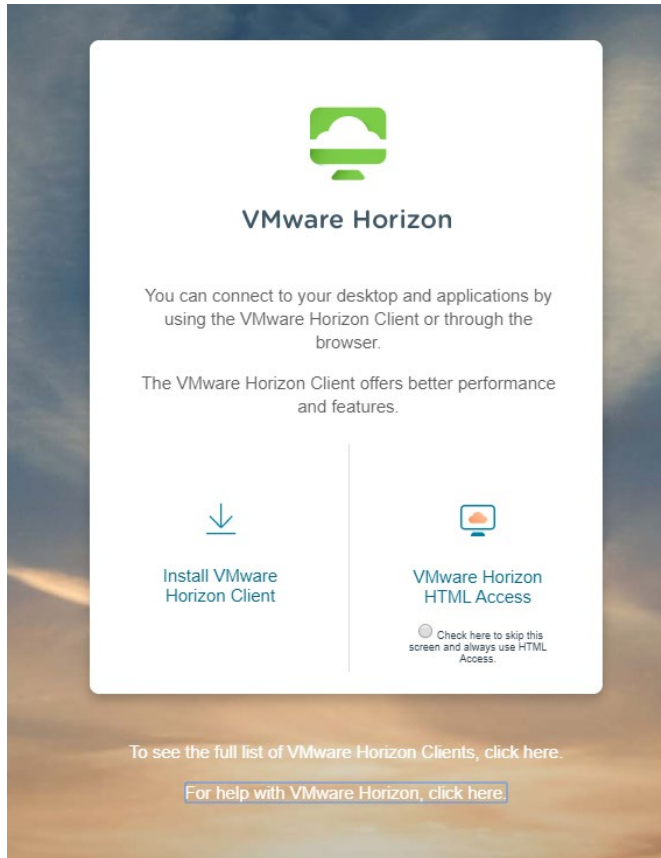 VMware Horizon
You can connect to your desktop and applications by
using the VMware Horizon Client or through the
browser.
The VMware Horizon Client offers better performance
and features.
Install VMware
Horizon Client
VMware Horizon
HTML Access
Check here to skip this
screen and always use HTML
Access.
To see the full list of VMware Horizon Clients, click here.
For help with VMware Horizon, click here.